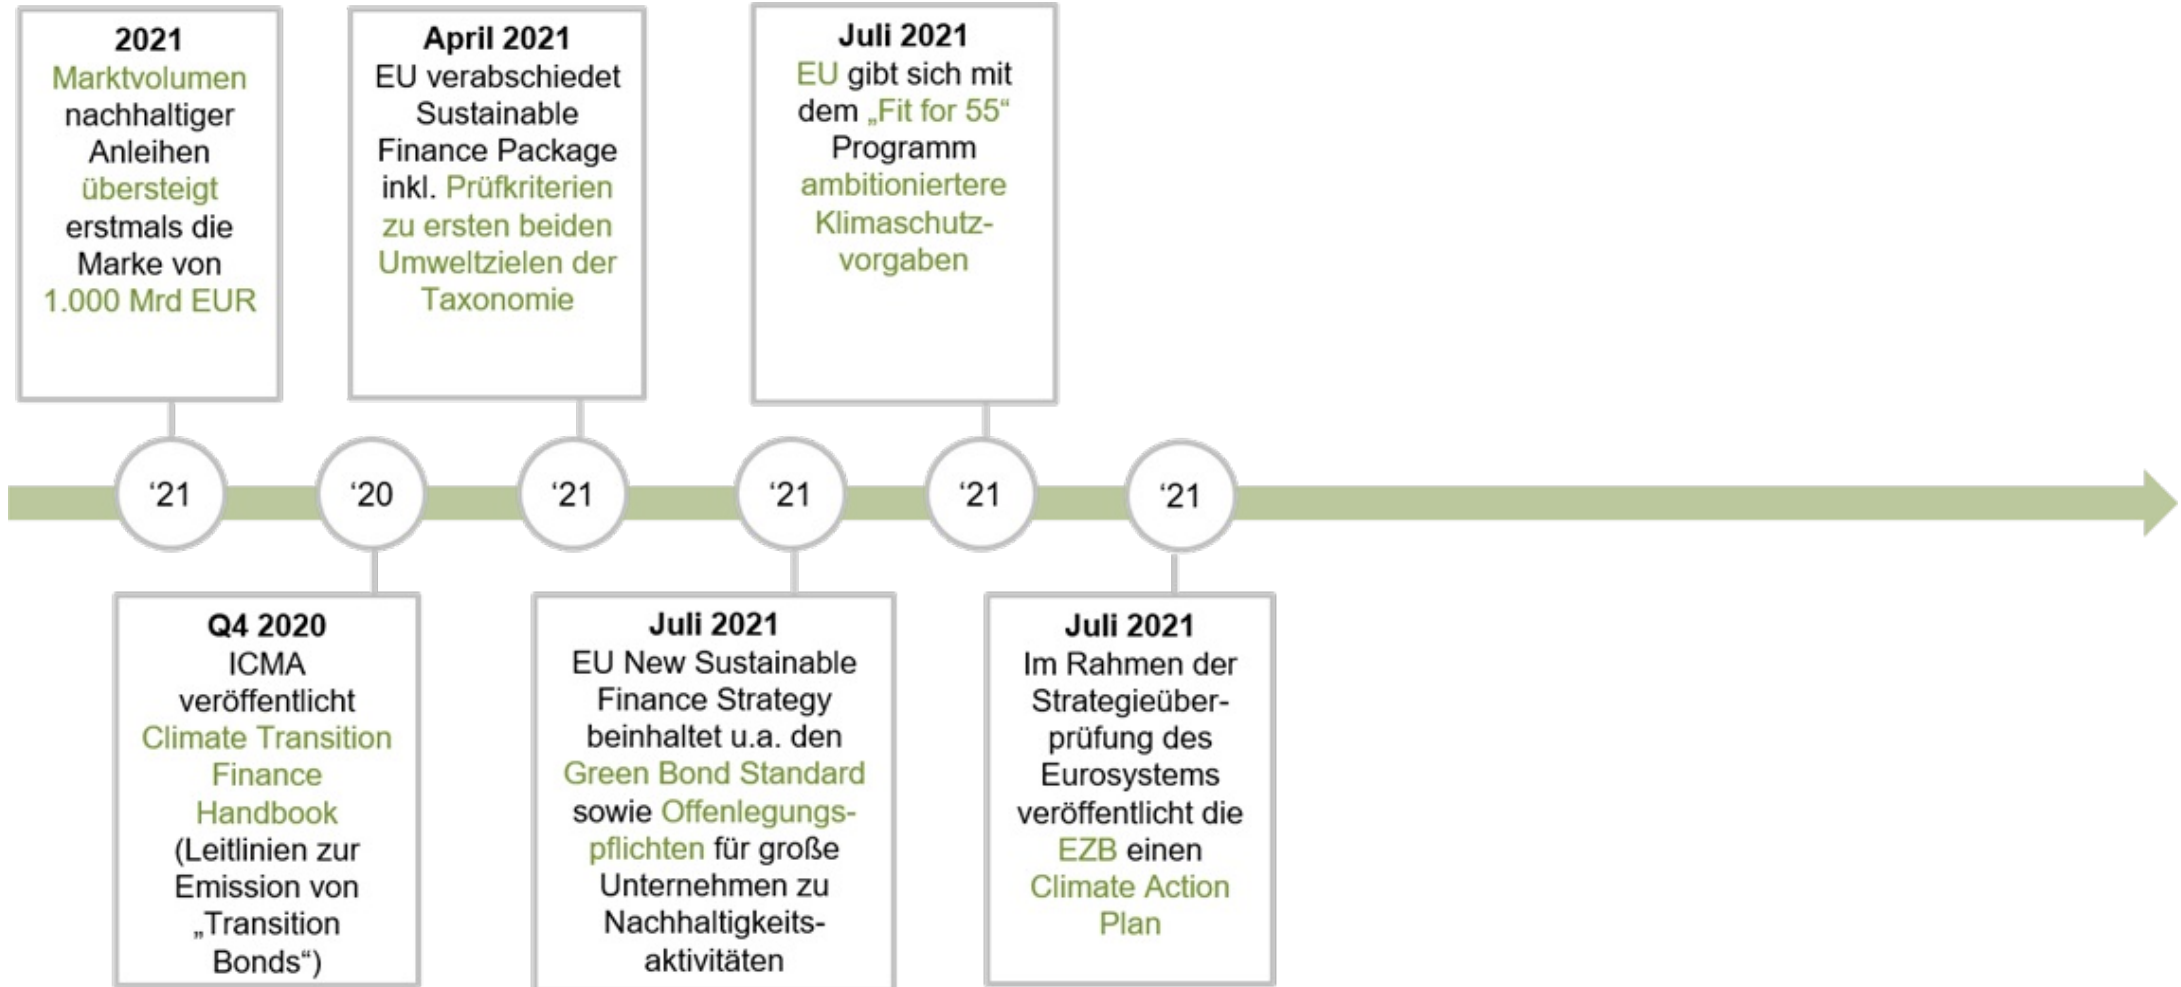 2021
Marktvolumen
nachhaltiger
Anleihen
übersteigt
erstmals die
Marke von
1.000 Mrd EUR
April 2021
EU verabschiedet
Sustainable
Finance Package
inkl. Prüfkriterien
zu ersten beiden
Umweltzielen der
Taxonomie
Juli 2021
EU gibt sich mit
dem „Fit for 55“
Programm
ambitioniertere
Klimaschutz-
vorgaben
‘21
‘20
‘21
‘21
‘21
‘21
Q4 2020
ICMA
veröffentlicht
Climate Transition
Finance
Handbook
(Leitlinien zur
Emission von
„Transition
Bonds“)
Juli 2021
EU New Sustainable
Finance Strategy
beinhaltet u.a. den
Green Bond Standard
sowie Offenlegungs-
pflichten für große
Unternehmen zu
Nachhaltigkeits-
aktivitäten
Juli 2021
Im Rahmen der
Strategieüber-
prüfung des
Eurosystems
veröffentlicht die
EZB einen
Climate Action
Plan